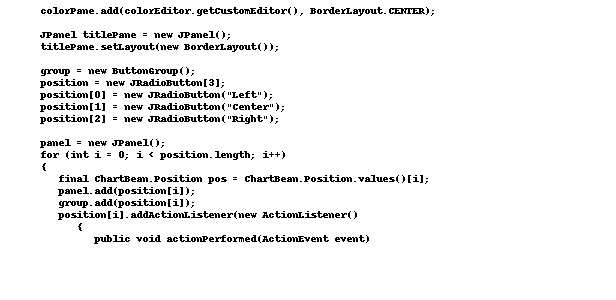 colorPane.add(colorEditor.getCustomEditor(), BorderLayout.CENTER);
JPanel titlePane = new JPanel();
titlePane.setLayout(new BorderLayout());
group = new ButtonGroup();
position = new JRadioButton[3];
position[0] = new JRadioButton("Left");
position[1] = new JRadioButton("Center");
position[2] = new JRadioButton("Right");
panel = new JPanel();
for (int i = 0; i < position.length; i++)
{
final ChartBean.Position pos = ChartBean.Position.values()[i];
panel.add(position[i]);
group.add(position[i]);
position[i].addActionListener(new ActionListener()
{
public void actionPerformed(ActionEvent event)